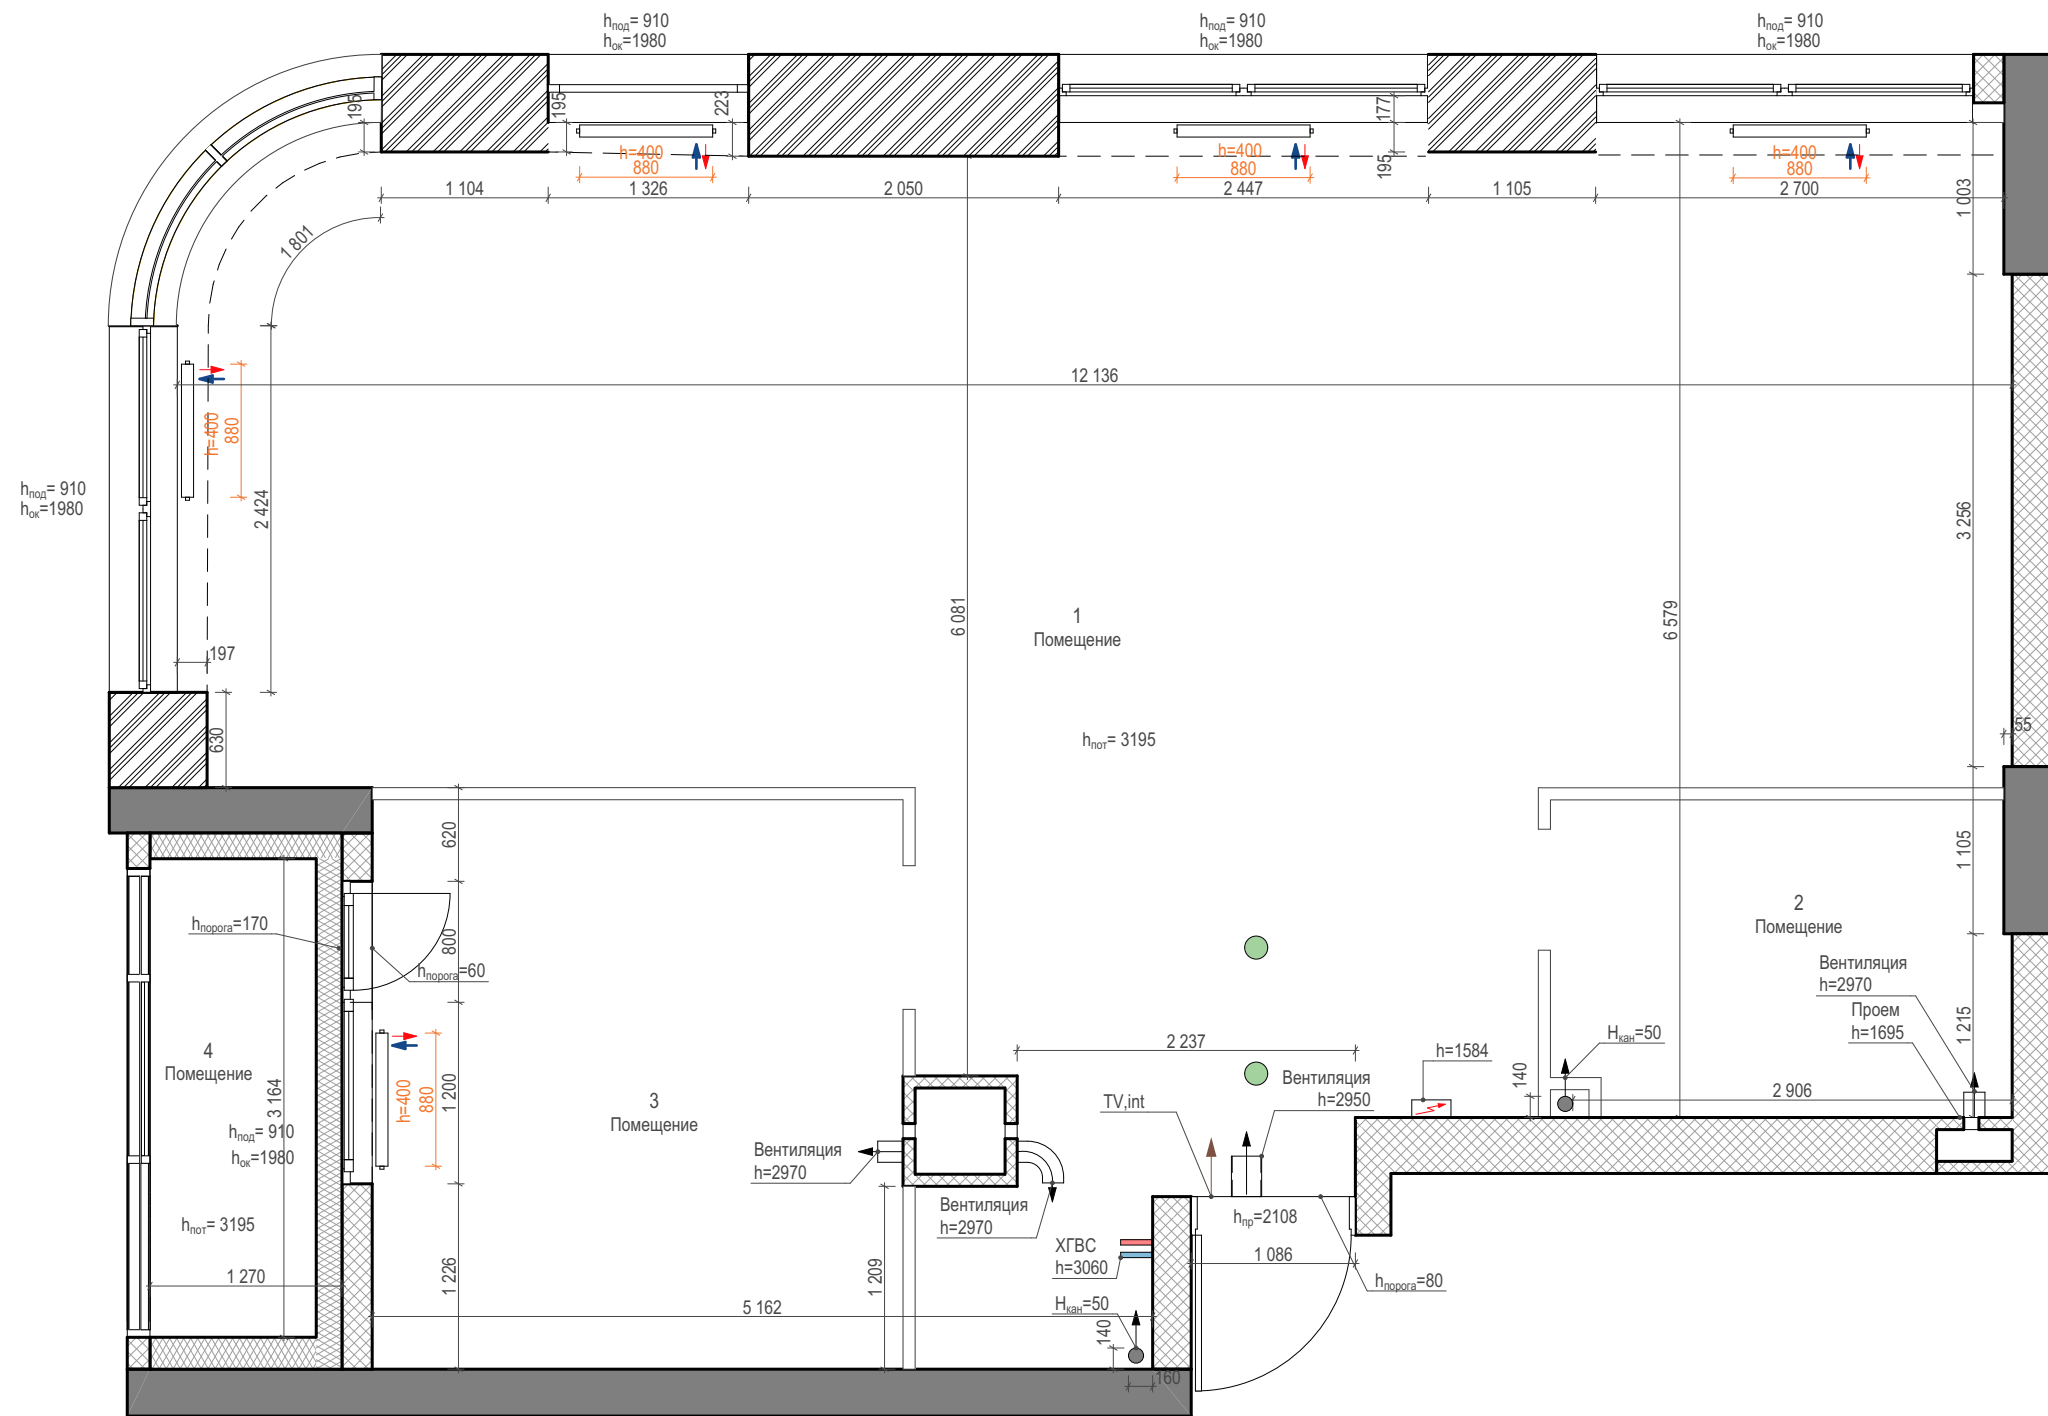 hпод= 910
hок=1980
hпод= 910
hок=1980
hпод= 910
hок=1980
195
195
223
177
195
h=400
880
h=400
880
h=400
880
1 104
1 326
2 050
2 447
1 105
2 700
1 003
1 801
12 136
h=400
880
hпод= 910
hок=1980
2 424
3 256
6 081
6 579
1
Помещение
197
630
hпот= 3195
55
620
1 105
2
Помещение
hпорога=170
800
hпорога=60
Вентиляция
h=2970
Проем
h=1695
1 215
Hкан=50
2 237
h=1584
140
2 906
4
Помещение
3 164
hпод= 910
hок=1980
h=400
880
1 200
3
Помещение
Вентиляция
h=2950
TV,int
Вентиляция
h=2970
Вентиляция
h=2970
hпот= 3195
hпр=2108
ХГВС
h=3060
1 086
hпорога=80
1 270
1 226
1 209
5 162
Hкан=50
140
160